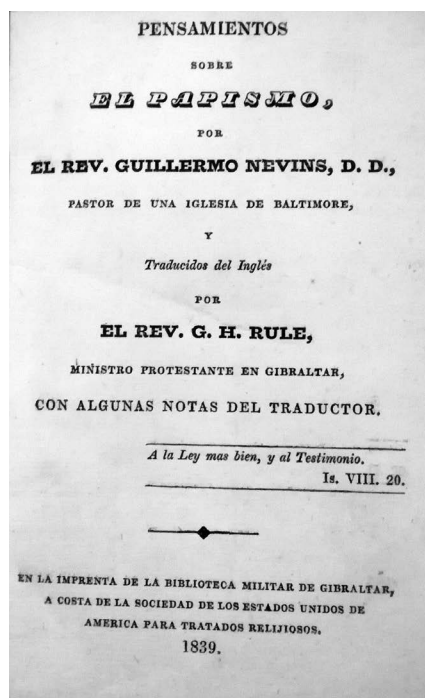 PENSAMIENTOS
SOBRE
EL PAPISMO,
POR
EL REV. GUILLERMO NEVINS, D. D.,
PASTOR DE UNA IGLESIA DE BALTIMORE,
Y
Traducidos del Inglés
POR
EL REV. G. H. RULE,
MINISTRO PROTESTANTE EN GIBRALTAR,
CON ALGUNAS NOTAS DEL TRADUCTOR.
A la Ley mas bien, y al Testimonio.
Is. VIII. 20.
EN LA IMPRENTA DE LA BIBLIOTECA MILITAR DE GIBRALTAR,
A COSTA DE LA SOCIEDAD DE LOS ESTADOS UNIDOS DE
AMERICA PARA TRATADOS RELIJIOSOS.
1839.